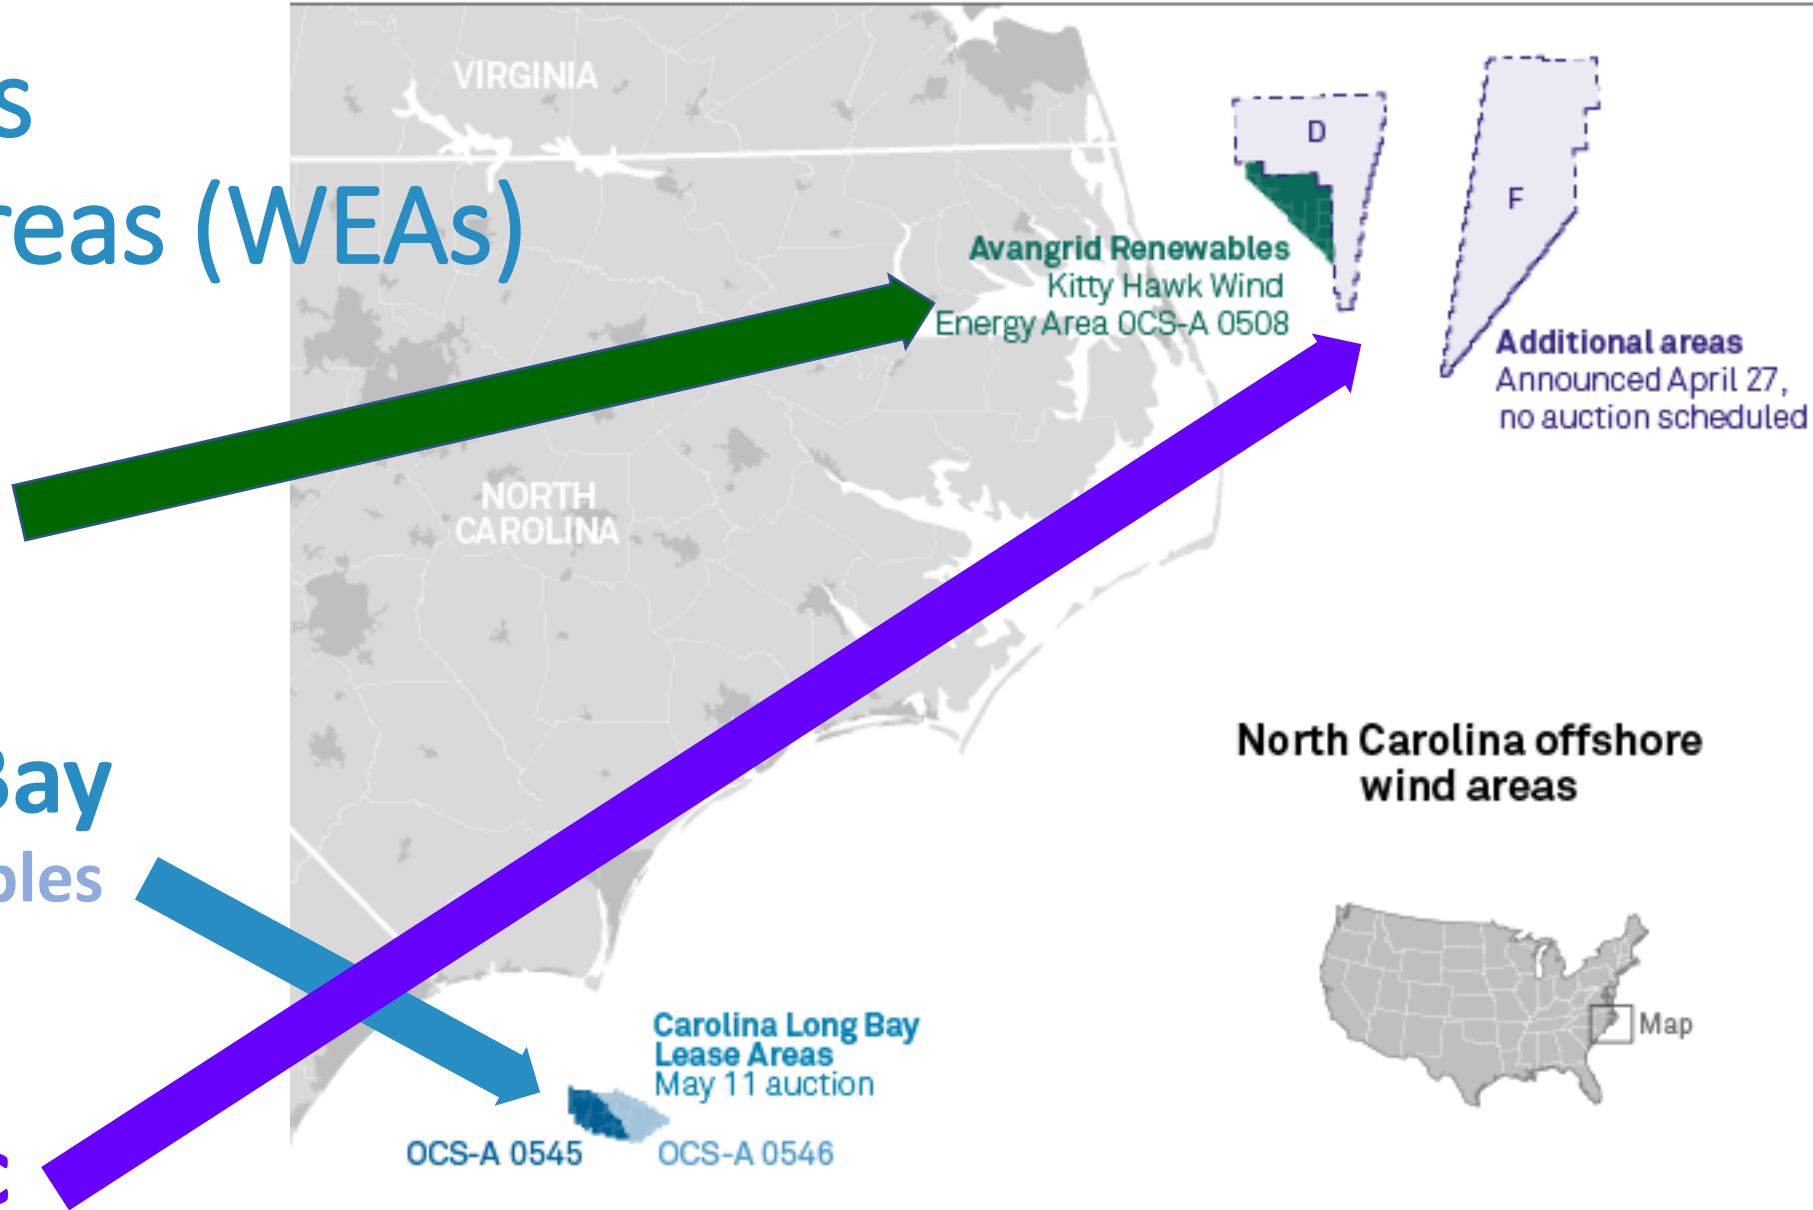 s
reas (WEAs)
Bay
bles
c
VIRGINIA
NORTH
CAROLINA
D
F
Avangrid Renewables
Kitty Hawk Wind
Energy Area OCS-A 0508
Additional areas
Announced April 27,
no auction scheduled
North Carolina offshore
wind areas
Map
Carolina Long Bay
Lease Areas
May 11 auction
OCS-A 0545
OCS-A 0546